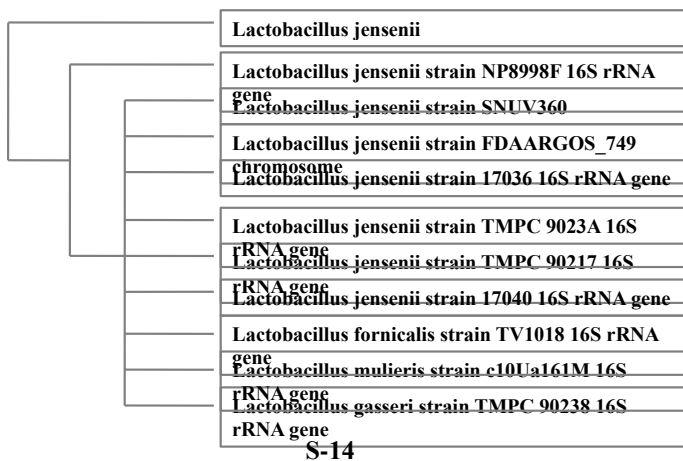 Lactobacillus jensenii
Lactobacillus jensenii strain NP8998F 16S rRNA
gene
Lactobacillus jensenii strain SNUV360
Lactobacillus jensenii strain FDAARGOS_749
chromosome
Lactobacillus jensenii strain 17036 16S rRNA gene
Lactobacillus jensenii strain TMPC 9023A 16S
rRNA gene
Lactobacillus jensenii strain TMPC 90217 16S
rRNA gene
Lactobacillus jensenii strain 17040 16S rRNA gene
Lactobacillus fornicalis strain TV1018 16S rRNA
gene
Lactobacillus mulieris strain c10Ua161M 16S
rRNA gene
Lactobacillus gasseri strain TMPC 90238 16S
rRNA gene
S-14